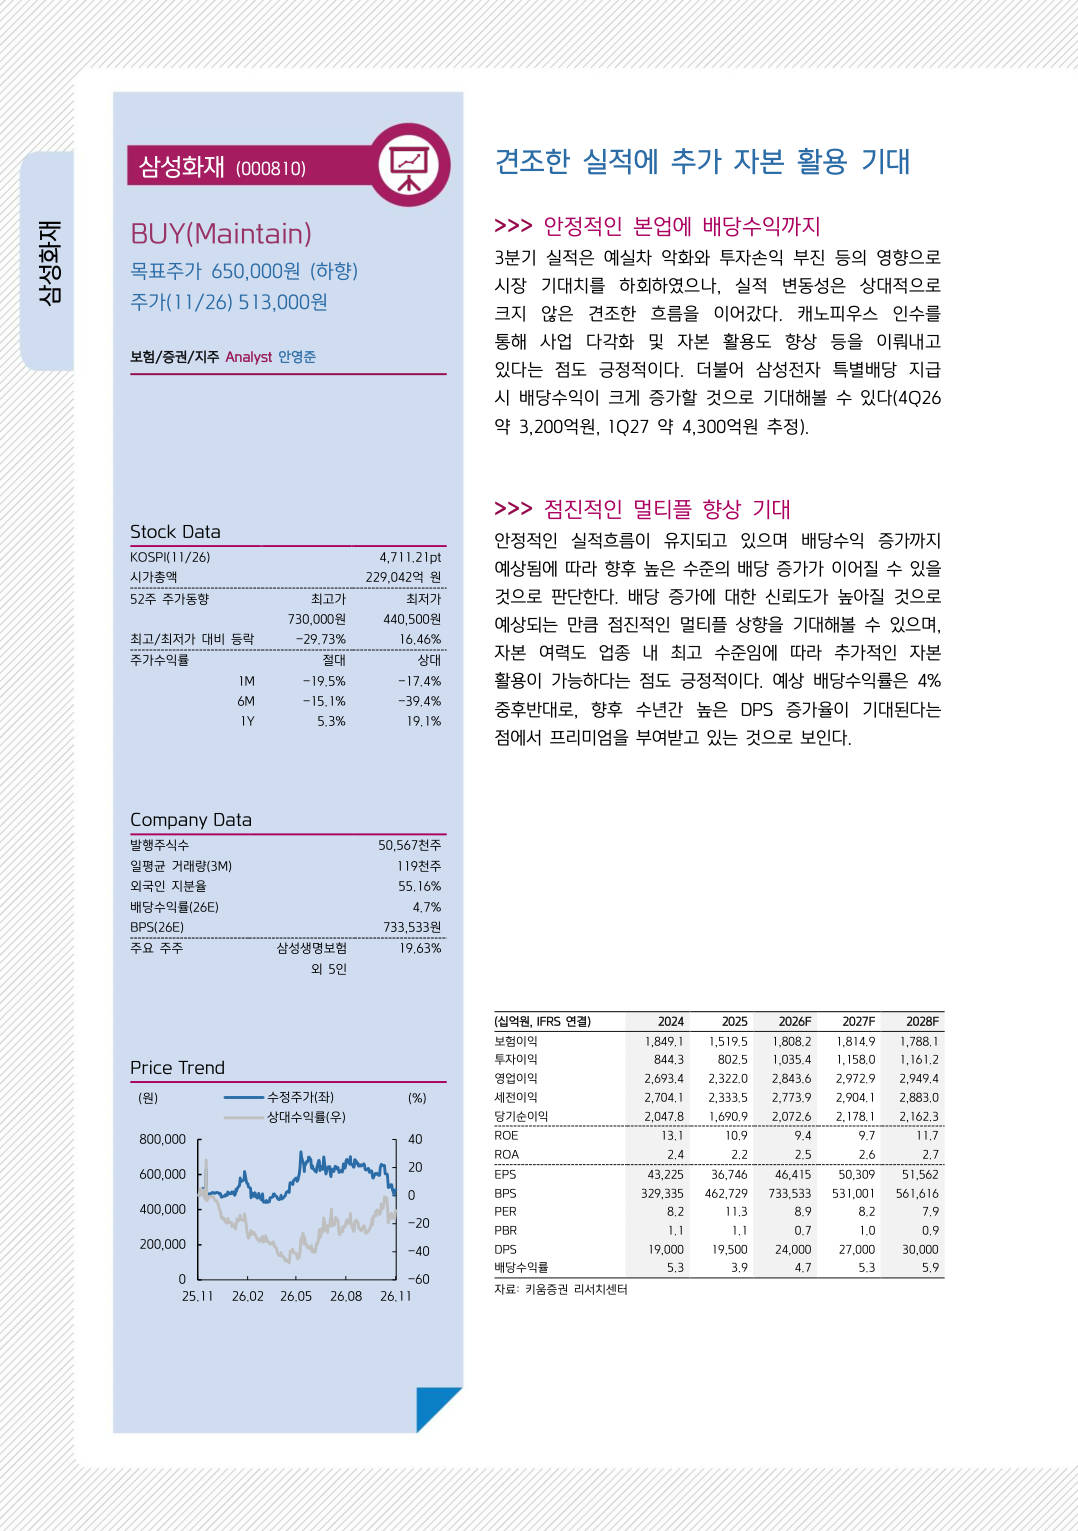 삼성화재
삼성화재 (000810)
BUY(Maintain)
목표주가 650,000원 (하향)
주가(11/26) 513,000원
보험/증권/지주 Analyst 안영준
Stock Data
KOSPI(11/26) 4,711.21pt
시가총액 229,042억 원
52주 주가동향 최고가 최저가
730,000원 440,500원
최고/최저가 대비 등락 -29.73% 16.46%
주가수익률 절대 상대
1M -19.5% -17.4%
6M -15.1% -39.4%
1Y 5.3% 19.1%
Company Data
발행주식수 50,567천주
일평균 거래량(3M) 119천주
외국인 지분율 55.16%
배당수익률(26E) 4.7%
BPS(26E) 733,533원
주요 주주 삼성생명보험 19.63%
외 5인
Price Trend
(원) 수정주가(좌) (%)
상대수익률(우)
800,000 40
600,000 20
400,000 0
200,000 -20
0 -40
-60
25.11 26.02 26.05 26.08 26.11
견조한 실적에 추가 자본 활용 기대
>>> 안정적인 본업에 배당수익까지
3분기 실적은 예실차 악화와 투자손익 부진 등의 영향으로
시장 기대치를 하회하였으나, 실적 변동성은 상대적으로
크지 않은 견조한 흐름을 이어갔다. 캐노피우스 인수를
통해 사업 다각화 및 자본 활용도 향상 등을 이뤄내고
있다는 점도 긍정적이다. 더불어 삼성전자 특별배당 지급
시 배당수익이 크게 증가할 것으로 기대해볼 수 있다(4Q26
약 3,200억원, 1Q27 약 4,300억원 추정).
>>> 점진적인 멀티플 향상 기대
안정적인 실적흐름이 유지되고 있으며 배당수익 증가까지
예상됨에 따라 향후 높은 수준의 배당 증가가 이어질 수 있을
것으로 판단한다. 배당 증가에 대한 신뢰도가 높아질 것으로
예상되는 만큼 점진적인 멀티플 상향을 기대해볼 수 있으며,
자본 여력도 업종 내 최고 수준임에 따라 추가적인 자본
활용이 가능하다는 점도 긍정적이다. 예상 배당수익률은 4%
중후반대로, 향후 수년간 높은 DPS 증가율이 기대된다는
점에서 프리미엄을 부여받고 있는 것으로 보인다.
(십억원, IFRS 연결) 2024 2025 2026F 2027F 2028F
보험이익 1,849.1 1,519.5 1,808.2 1,814.9 1,788.1
투자이익 844.3 802.5 1,035.4 1,158.0 1,161.2
영업이익 2,693.4 2,322.0 2,843.6 2,972.9 2,949.4
세전이익 2,704.1 2,333.5 2,773.9 2,904.1 2,883.0
당기순이익 2,047.8 1,690.9 2,072.6 2,178.1 2,162.3
ROE 13.1 10.9 9.4 9.7 11.7
ROA 2.4 2.2 2.5 2.6 2.7
EPS 43,225 36,746 46,415 50,309 51,562
BPS 329,335 462,729 733,533 531,001 561,616
PER 8.2 11.3 8.9 8.2 7.9
PBR 1.1 1.1 0.7 1.0 0.9
DPS 19,000 19,500 24,000 27,000 30,000
배당수익률 5.3 3.9 4.7 5.3 5.9
자료: 키움증권 리서치센터